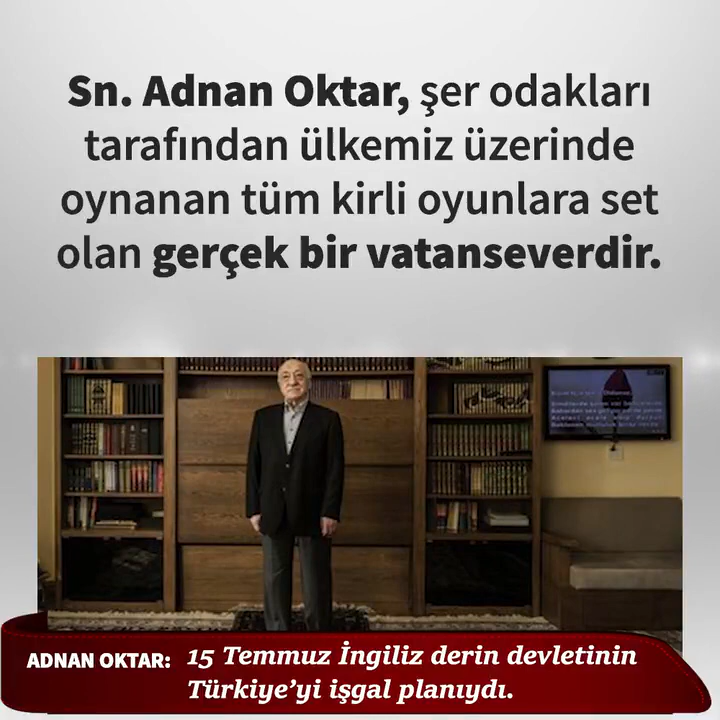 Sn. Adnan Oktar, şer odakları
tarafından ülkemiz üzerinde
oynanan tüm kirli oyunlara set
olan gerçek bir vatanseverdir.
ADNAN OKTAR: 15 Temmuz İngiliz derin devletinin
Türkiye’yi işgal planıydı.